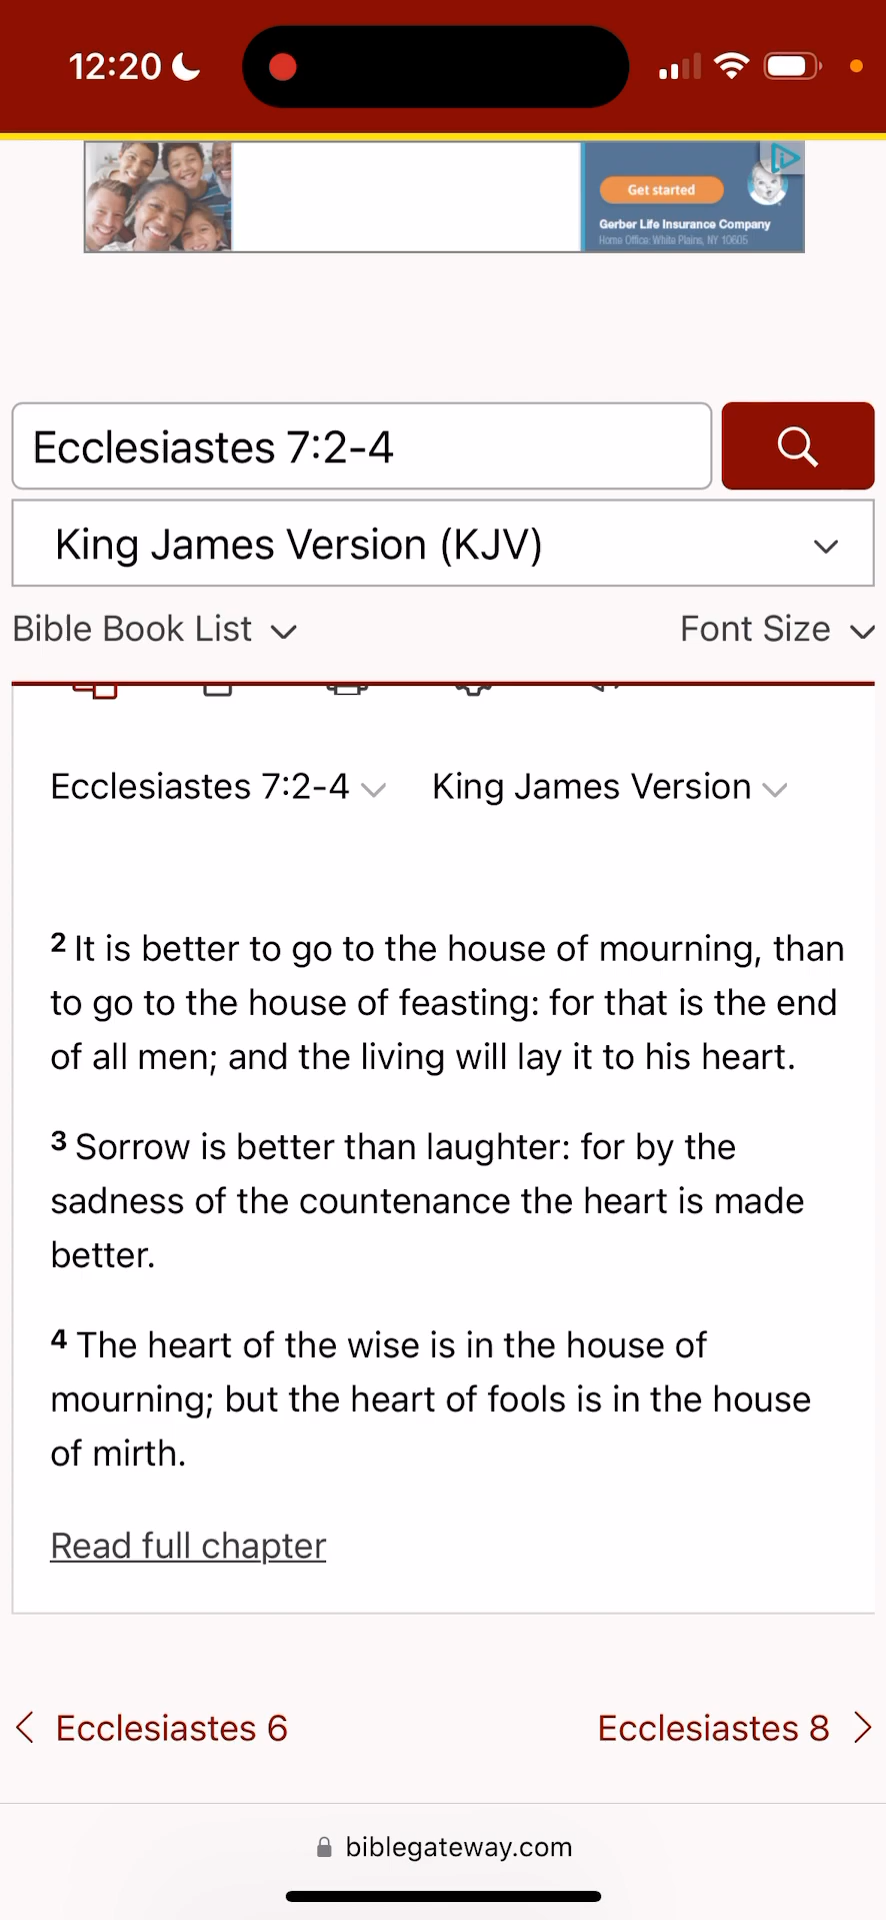 12:20
Get started
Gerber Life Insurance Company
Home Office: White Plains, NY 10605
Ecclesiastes 7:2-4
King James Version (KJV)
Bible Book List
Font Size
Ecclesiastes 7:2-4 King James Version
2 It is better to go to the house of mourning, than
to go to the house of feasting: for that is the end
of all men; and the living will lay it to his heart.
3 Sorrow is better than laughter: for by the
sadness of the countenance the heart is made
better.
4 The heart of the wise is in the house of
mourning; but the heart of fools is in the house
of mirth.
Read full chapter
Ecclesiastes 6
Ecclesiastes 8
biblegateway.com